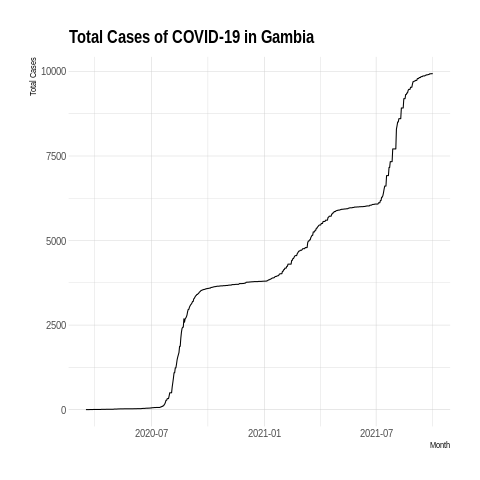 Total Cases of COVID-19 in Gambia
Total Cases
10000
7500
5000
2500
0
2020-07
2021-01
2021-07
Month